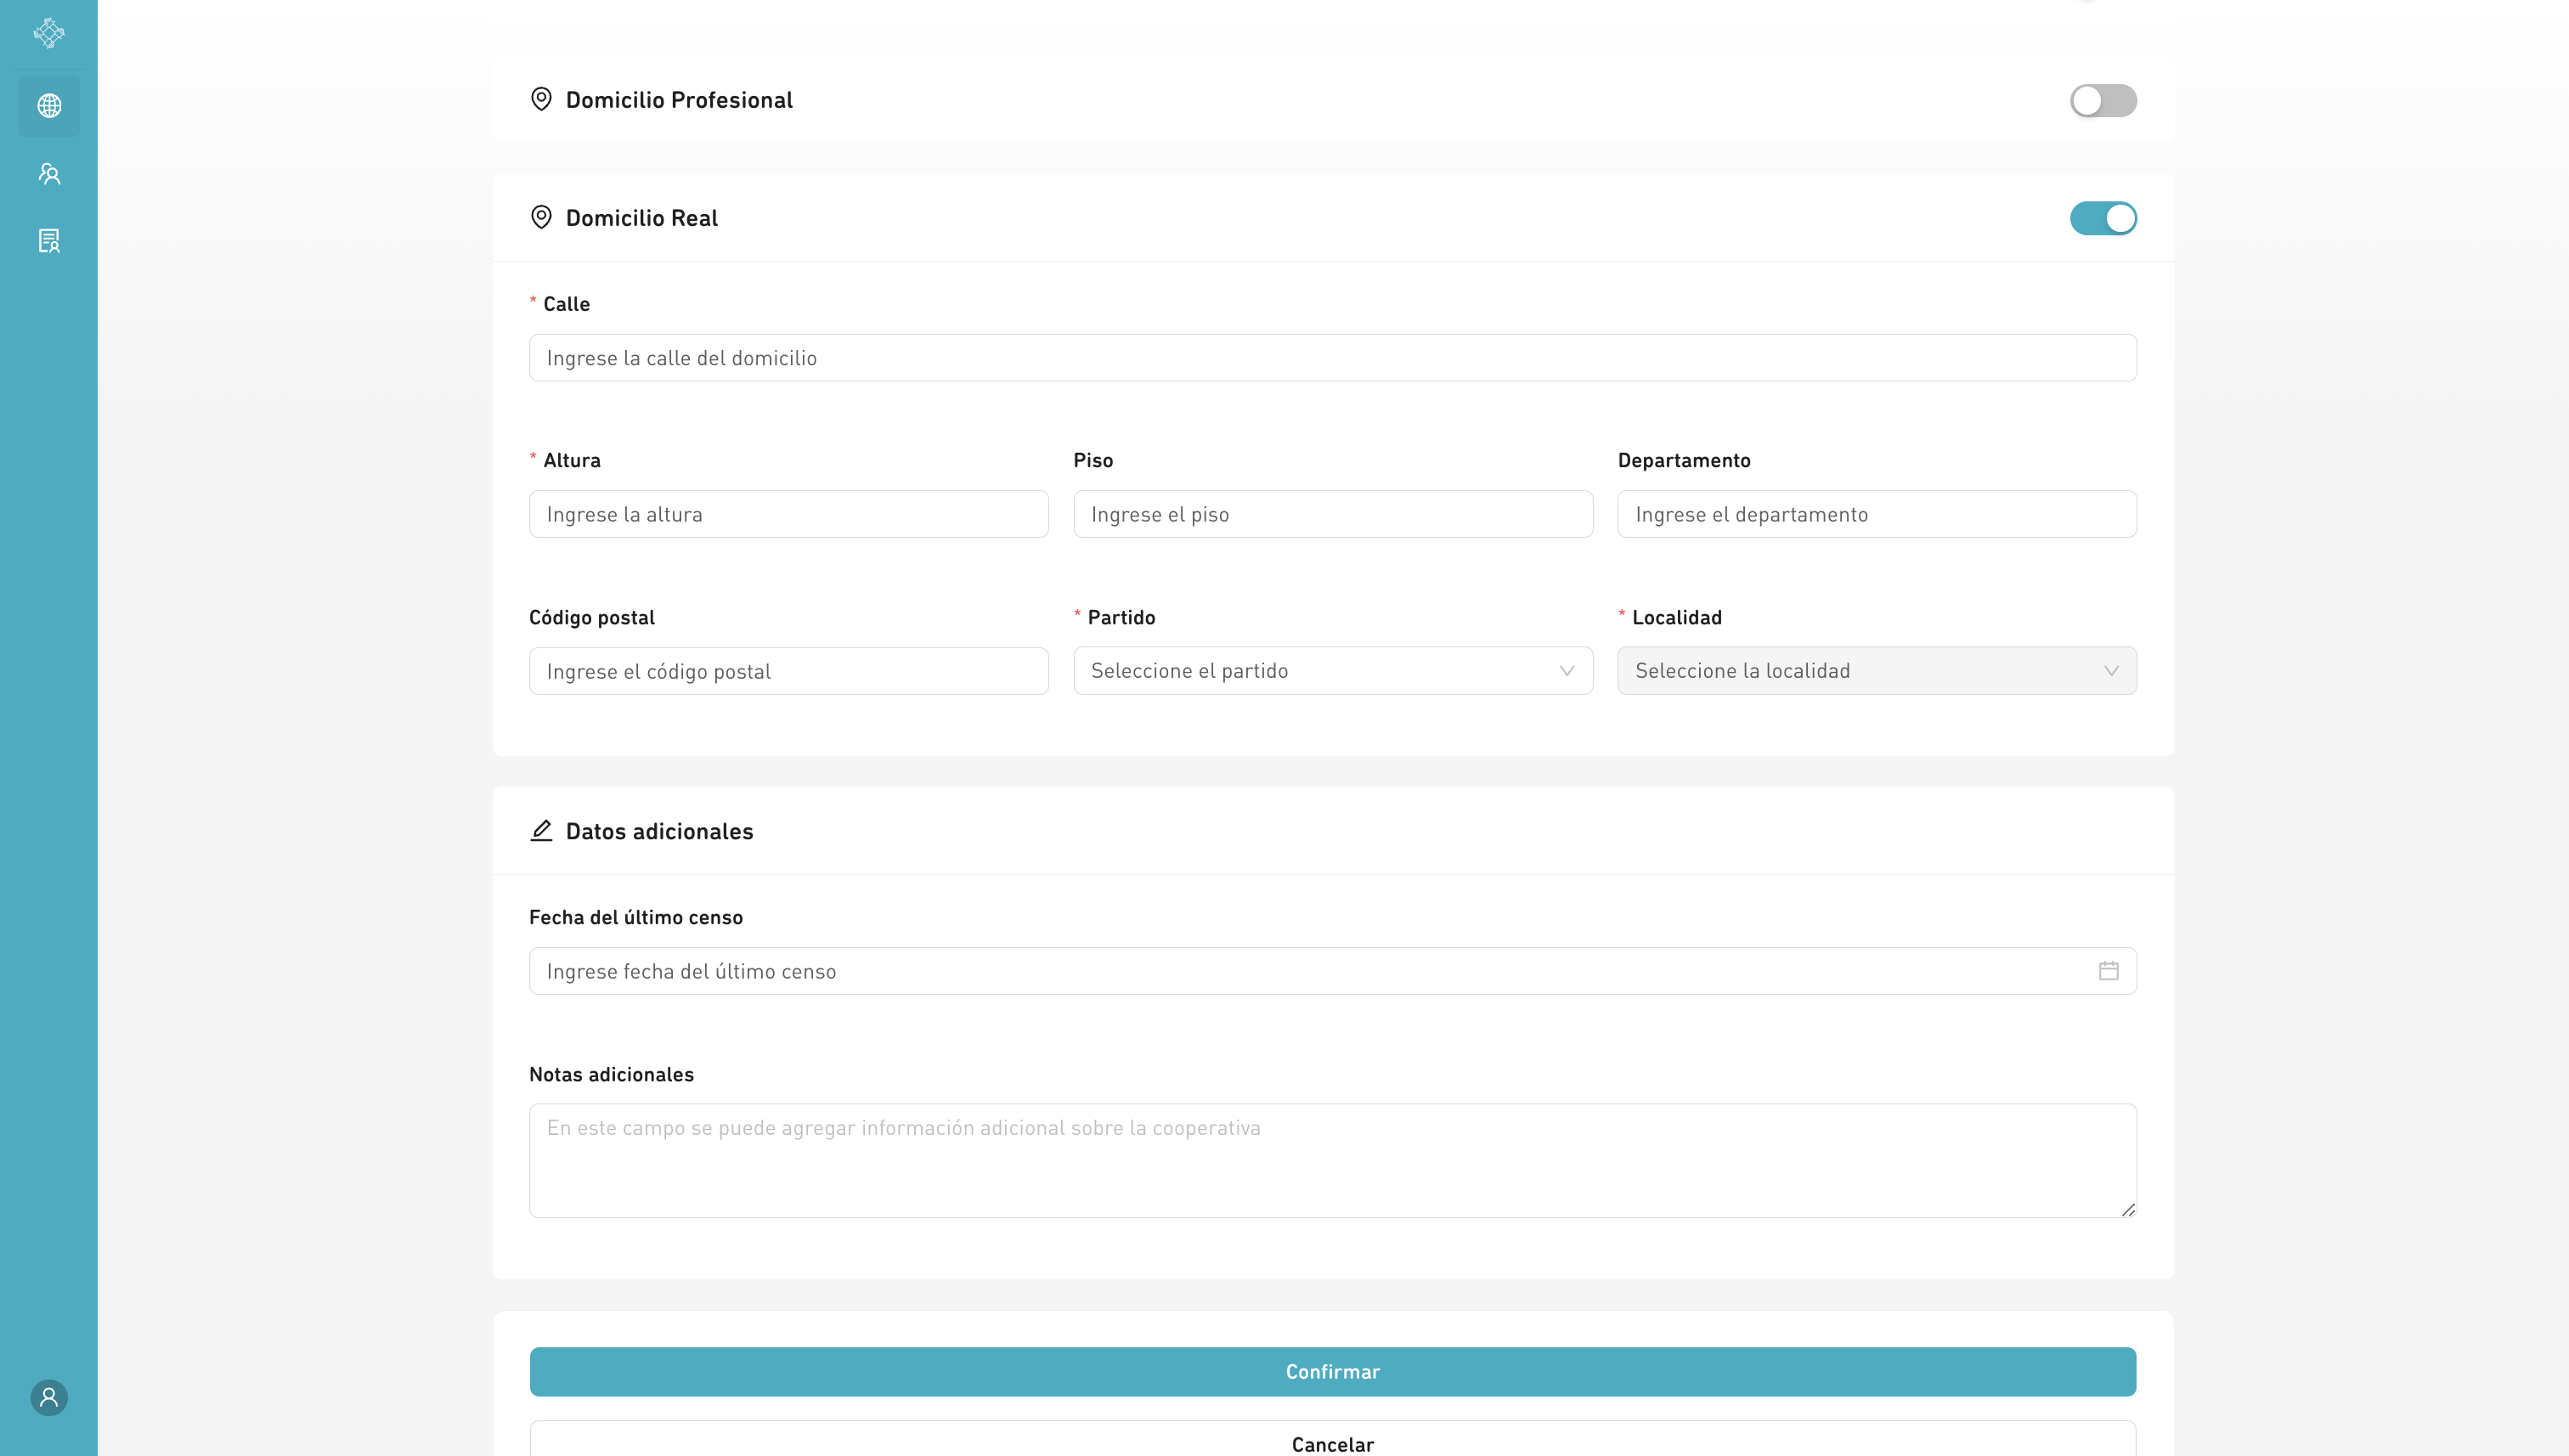 Domicilio Profesional
Domicilio Real
* Calle
Ingrese la calle del domicilio
* Altura
Piso
Departamento
Ingrese la altura
Ingrese el piso
Ingrese el departamento
Código postal
* Partido
* Localidad
Ingrese el código postal
Seleccione el partido
Seleccione la localidad
Datos adicionales
Fecha del último censo
Ingrese fecha del último censo
Notas adicionales
En este campo se puede agregar información adicional sobre la cooperativa
Confirmar
Cancelar